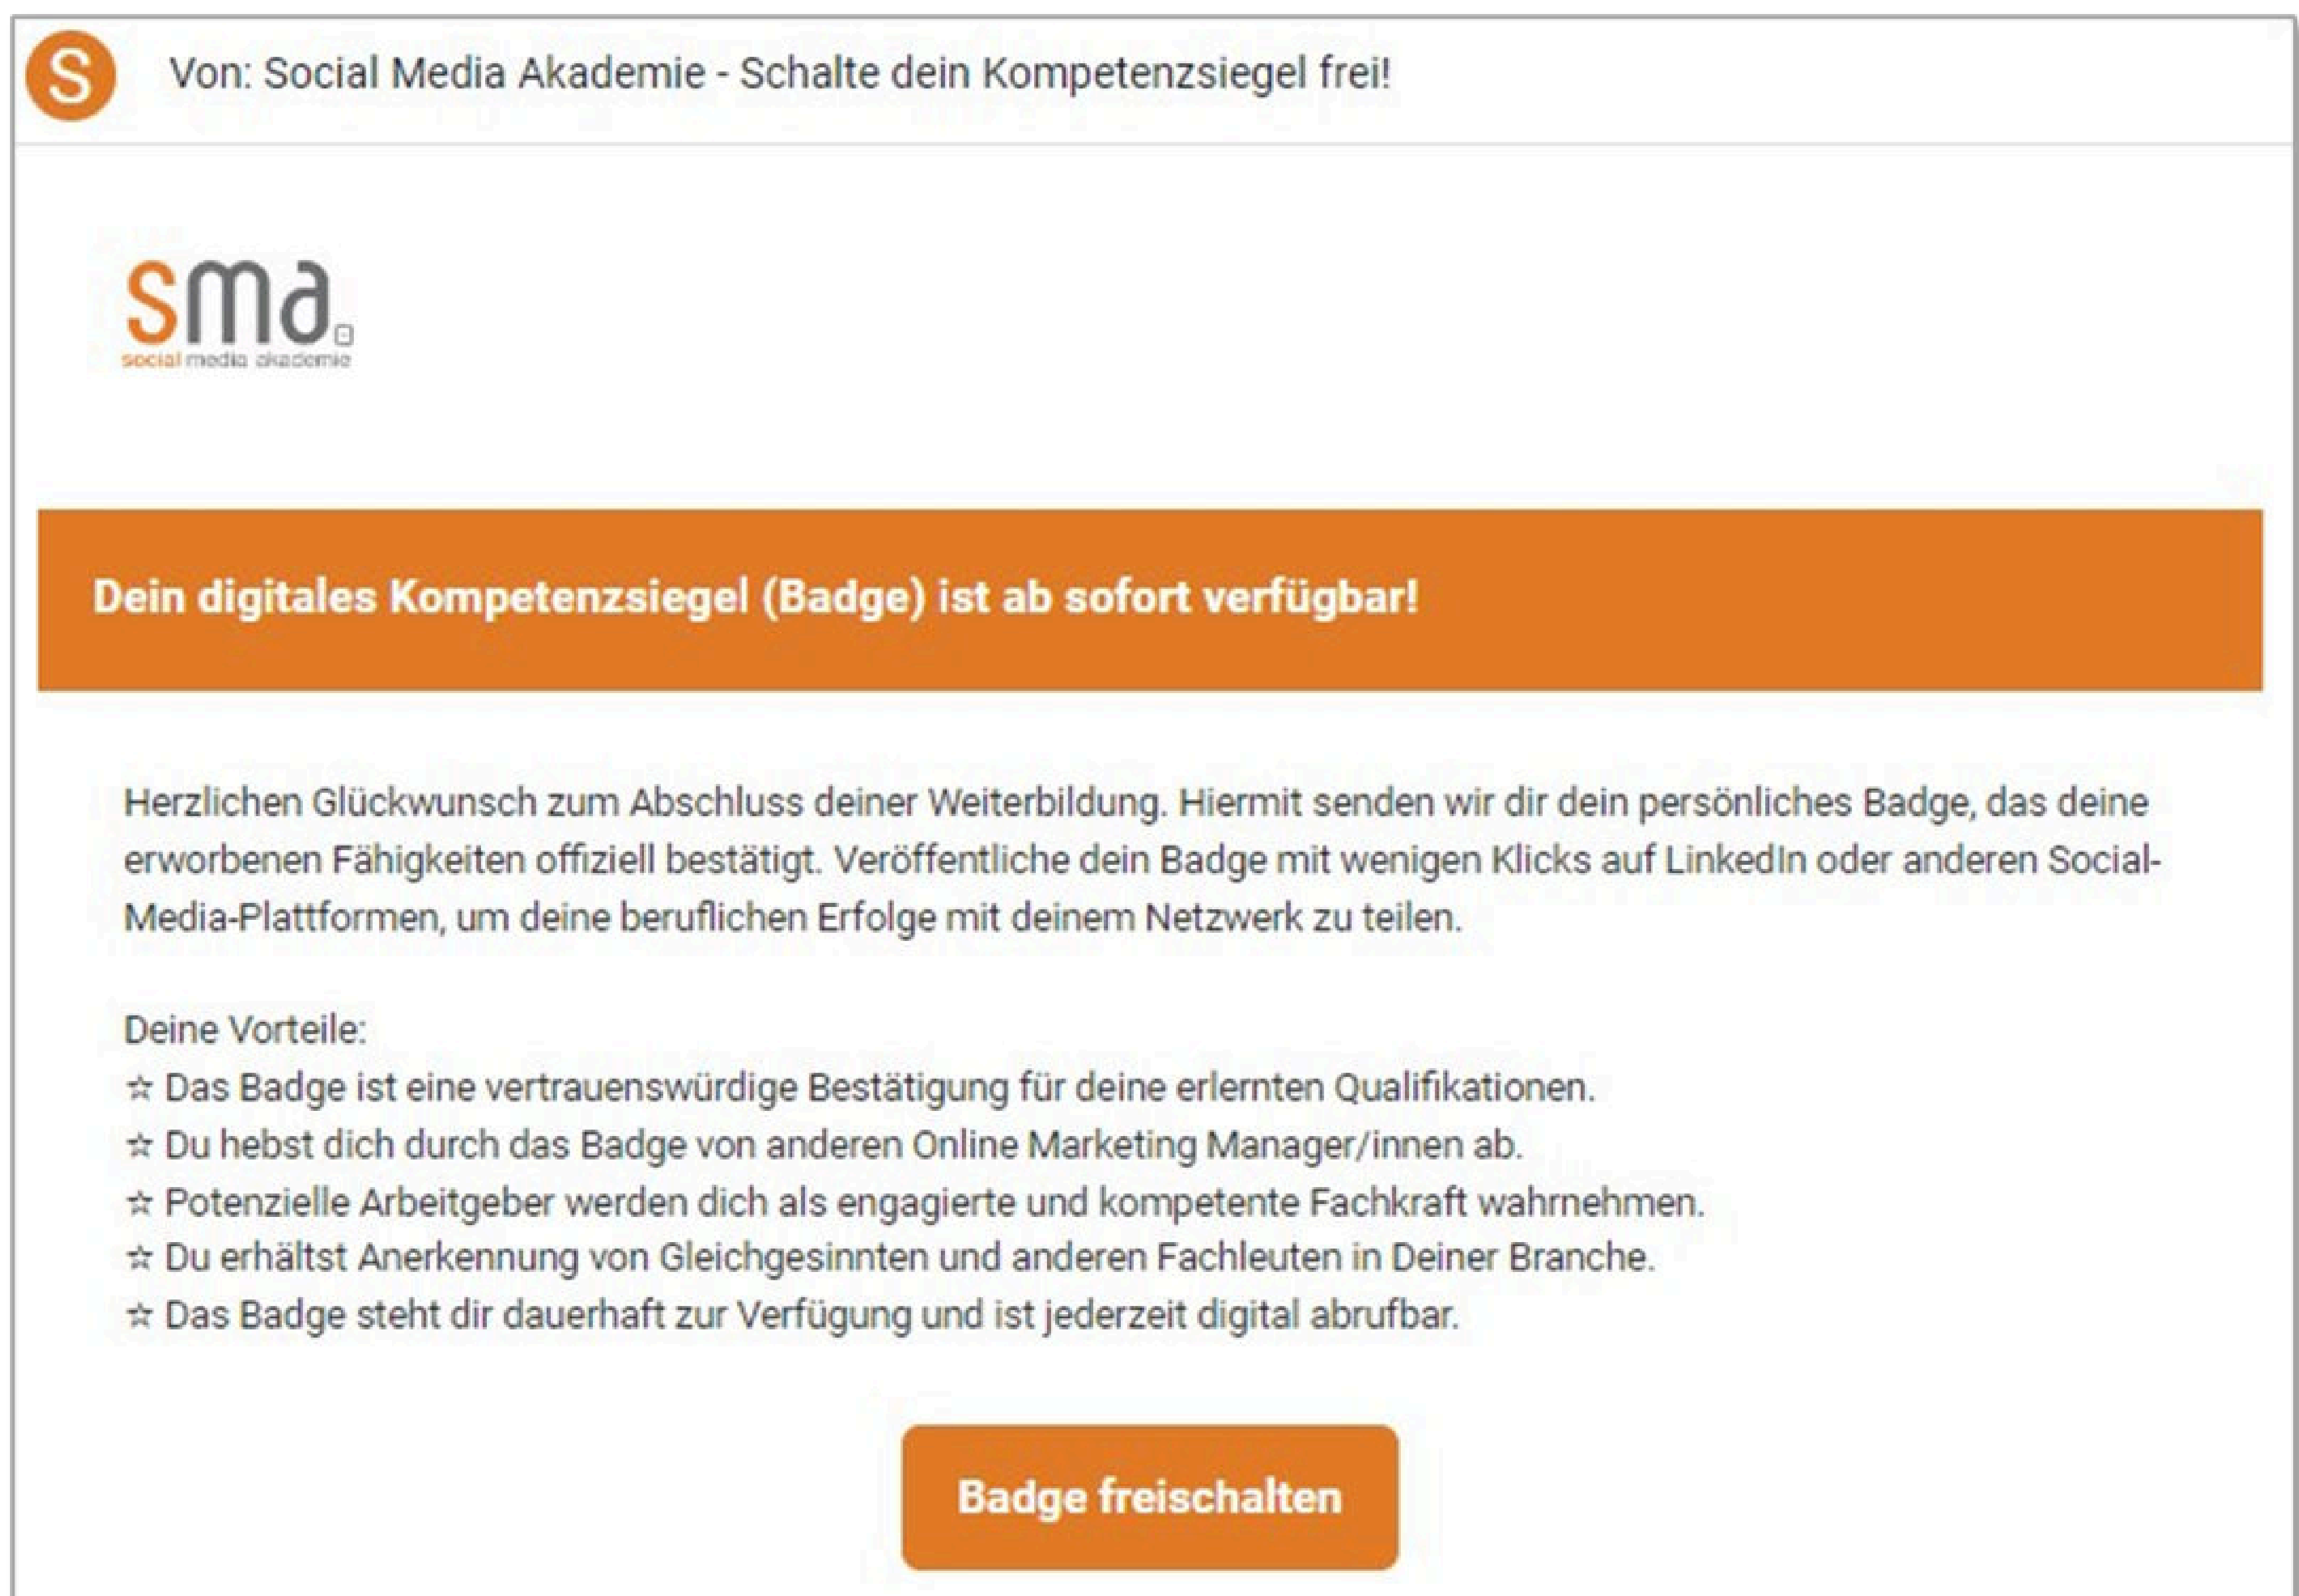 S
Von: Social Media Akademie - Schalte dein Kompetenzsiegel frei!
sma.
social media akademie
Dein digitales Kompetenzsiegel (Badge) ist ab sofort verfügbar!
Herzlichen Glückwunsch zum Abschluss deiner Weiterbildung. Hiermit senden wir dir dein persönliches Badge, das deine
erworbenen Fähigkeiten offiziell bestätigt. Veröffentliche dein Badge mit wenigen Klicks auf LinkedIn oder anderen Social-
Media-Plattformen, um deine beruflichen Erfolge mit deinem Netzwerk zu teilen.
Deine Vorteile:
☆ Das Badge ist eine vertrauenswürdige Bestätigung für deine erlernten Qualifikationen.
☆ Du hebst dich durch das Badge von anderen Online Marketing Manager/innen ab.
☆ Potenzielle Arbeitgeber werden dich als engagierte und kompetente Fachkraft wahrnehmen.
☆ Du erhältst Anerkennung von Gleichgesinnten und anderen Fachleuten in Deiner Branche.
☆ Das Badge steht dir dauerhaft zur Verfügung und ist jederzeit digital abrufbar.
Badge freischalten